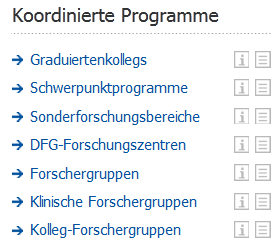 Koordinierte Programme
Graduiertenkollegs
Schwerpunktprogramme
Sonderforschungsbereiche
DFG-Forschungszentren
Forschergruppen
Klinische Forschergruppen
Kolleg-Forschergruppen